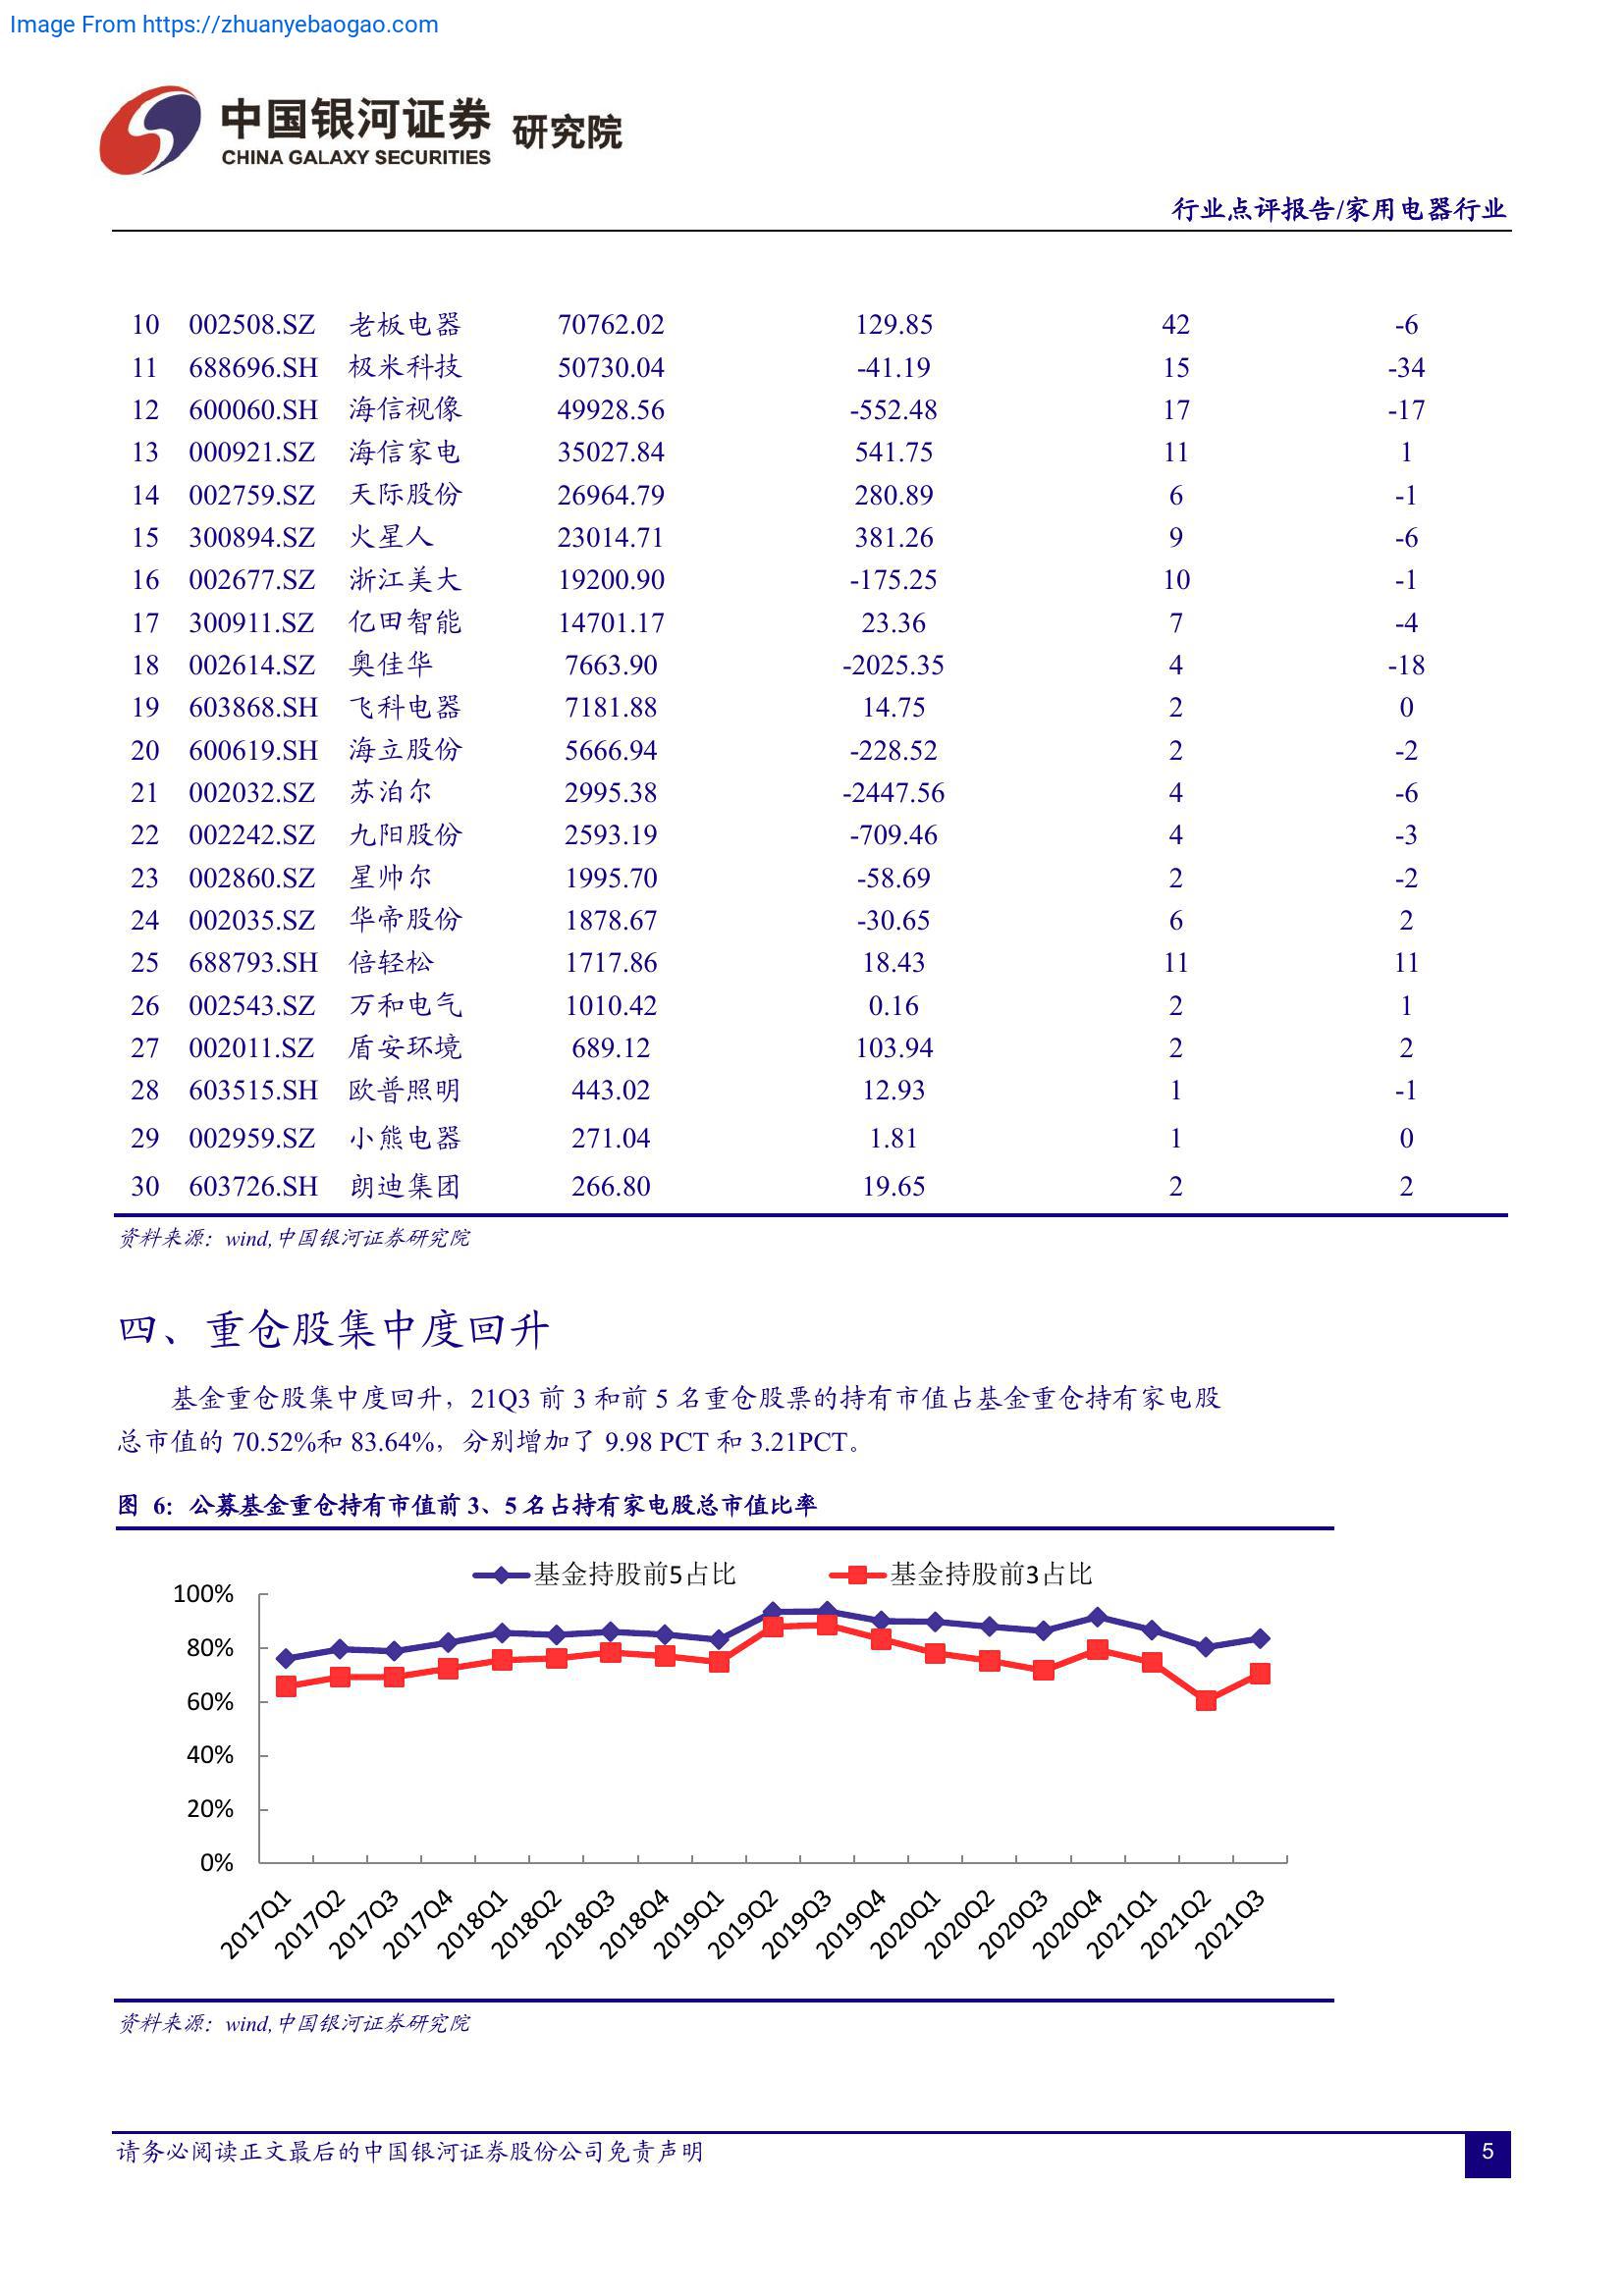 Image From https://zhuanyebaogao.com
中国银河证券 研究院
CHINA GALAXY SECURITIES
行业点评报告/家用电器行业
10 002508.SZ 老板电器 70762.02 129.85 42 -6
11 688696.SH 极米科技 50730.04 -41.19 15 -34
12 600060.SH 海信视像 49928.56 -552.48 17 -17
13 000921.SZ 海信家电 35027.84 541.75 11 1
14 002759.SZ 天际股份 26964.79 280.89 6 -1
15 300894.SZ 火星人 23014.71 381.26 9 -6
16 002677.SZ 浙江美大 19200.90 -175.25 10 -1
17 300911.SZ 亿田智能 14701.17 23.36 7 -4
18 002614.SZ 奥佳华 7663.90 -2025.35 4 -18
19 603868.SH 飞科电器 7181.88 14.75 2 0
20 600619.SH 海立股份 5666.94 -228.52 2 -2
21 002032.SZ 苏泊尔 2995.38 -2447.56 4 -6
22 002242.SZ 九阳股份 2593.19 -709.46 4 -3
23 002860.SZ 星帅尔 1995.70 -58.69 2 -2
24 002035.SZ 华帝股份 1878.67 -30.65 6 2
25 688793.SH 倍轻松 1717.86 18.43 11 11
26 002543.SZ 万和电气 1010.42 0.16 2 1
27 002011.SZ 盾安环境 689.12 103.94 2 2
28 603515.SH 欧普照明 443.02 12.93 1 -1
29 002959.SZ 小熊电器 271.04 1.81 1 0
30 603726.SH 朗迪集团 266.80 19.65 2 2
资料来源：wind,中国银河证券研究院
四、重仓股集中度回升
基金重仓股集中度回升，21Q3 前 3 和前 5 名重仓股票的持有市值占基金重仓持有家电股
总市值的 70.52%和 83.64%，分别增加了 9.98 PCT 和 3.21PCT。
图 6：公募基金重仓持有市值前 3、5 名占持有家电股总市值比率
基金持股前5占比 基金持股前3占比
100%
80%
60%
40%
20%
0%
2017Q1 2017Q2 2017Q3 2017Q4 2018Q1 2018Q2 2018Q3 2018Q4 2019Q1 2019Q2 2019Q3 2019Q4 2020Q1 2020Q2 2020Q3 2020Q4 2021Q1 2021Q2 2021Q3
资料来源：wind,中国银河证券研究院
请务必阅读正文最后的中国银河证券股份公司免责声明 5